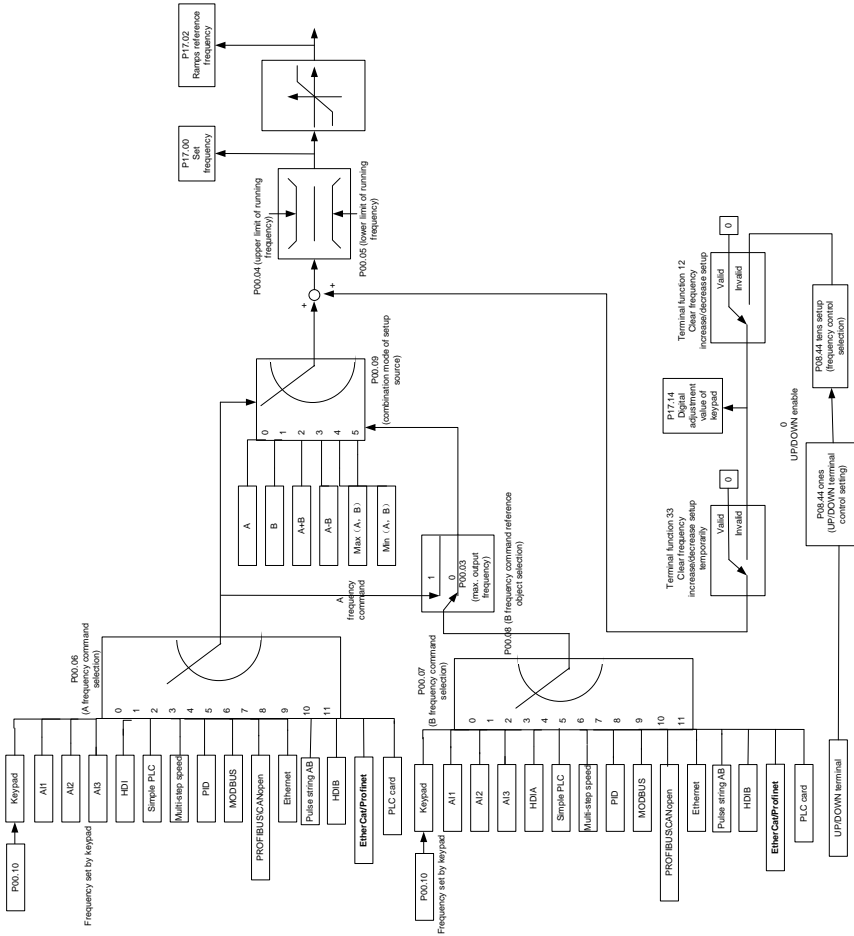 P00.10
Frequency set by keypad
Keypad
AI1
AI2
AI3
HDI
Simple PLC
Multi-step speed
PID
MODBUS
PROFIBUS\CANopen
Ethernet
Pulse string AB
HDIB
EtherCat/Profinet
PLC card
P00.06
(A frequency command
selection)
0
1
2
3
4
5
6
7
8
9
10
11
P00.10
Frequency set by keypad
Keypad
AI1
AI2
AI3
HDIA
Simple PLC
Multi-step speed
PID
MODBUS
PROFIBUS\CANopen
Ethernet
Pulse string AB
HDIB
EtherCat/Profinet
PLC card
P00.07
(B frequency command
selection)
0
1
2
3
4
5
6
7
8
9
10
11
A
frequency
command
1
0
P00.03
(max. output
frequency)
P00.08 (B frequency command reference
object selection)
A
B
A+B
A-B
Max (A, B)
Min (A, B)
0
1
2
3
4
5
P00.09
(combination mode of setup
source)
+
+
P00.04 (upper limit of running
frequency)
P00.05 (lower limit of running
frequency)
P17.00
Set
frequency
P17.02
Ramps reference
frequency
UP/DOWN terminal
P08.44 ones
(UP/DOWN terminal
control setting)
0
UP/DOWN enable
P08.44 tens setup
(frequency control
selection)
Terminal function 33
Clear frequency
increase/decrease setup
temporarily
Valid
Invalid
0
P17.14
Digital
adjustment
value of
keypad
Terminal function 12
Clear frequency
increase/decrease setup
Valid
Invalid
0